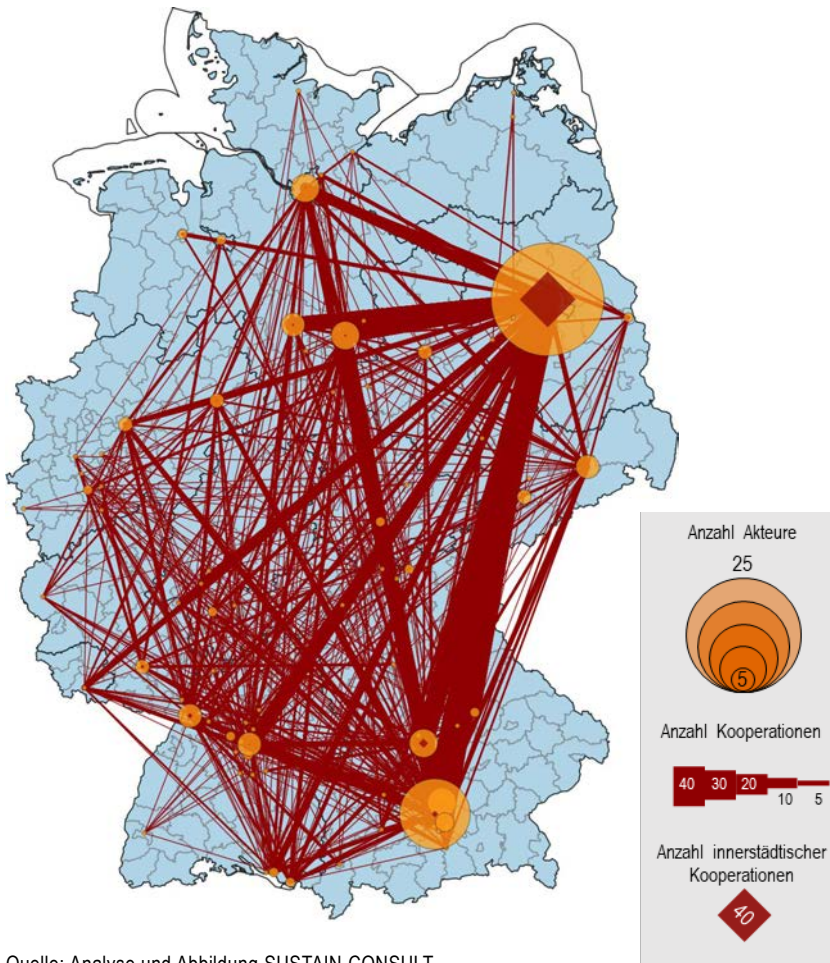 Anzahl Akteure
25
5
Anzahl Kooperationen
40 30 20
10 5
Anzahl innerstädtischer
Kooperationen
40
Quelle: Analyse und Abbildung SUSTAIN CONSULT